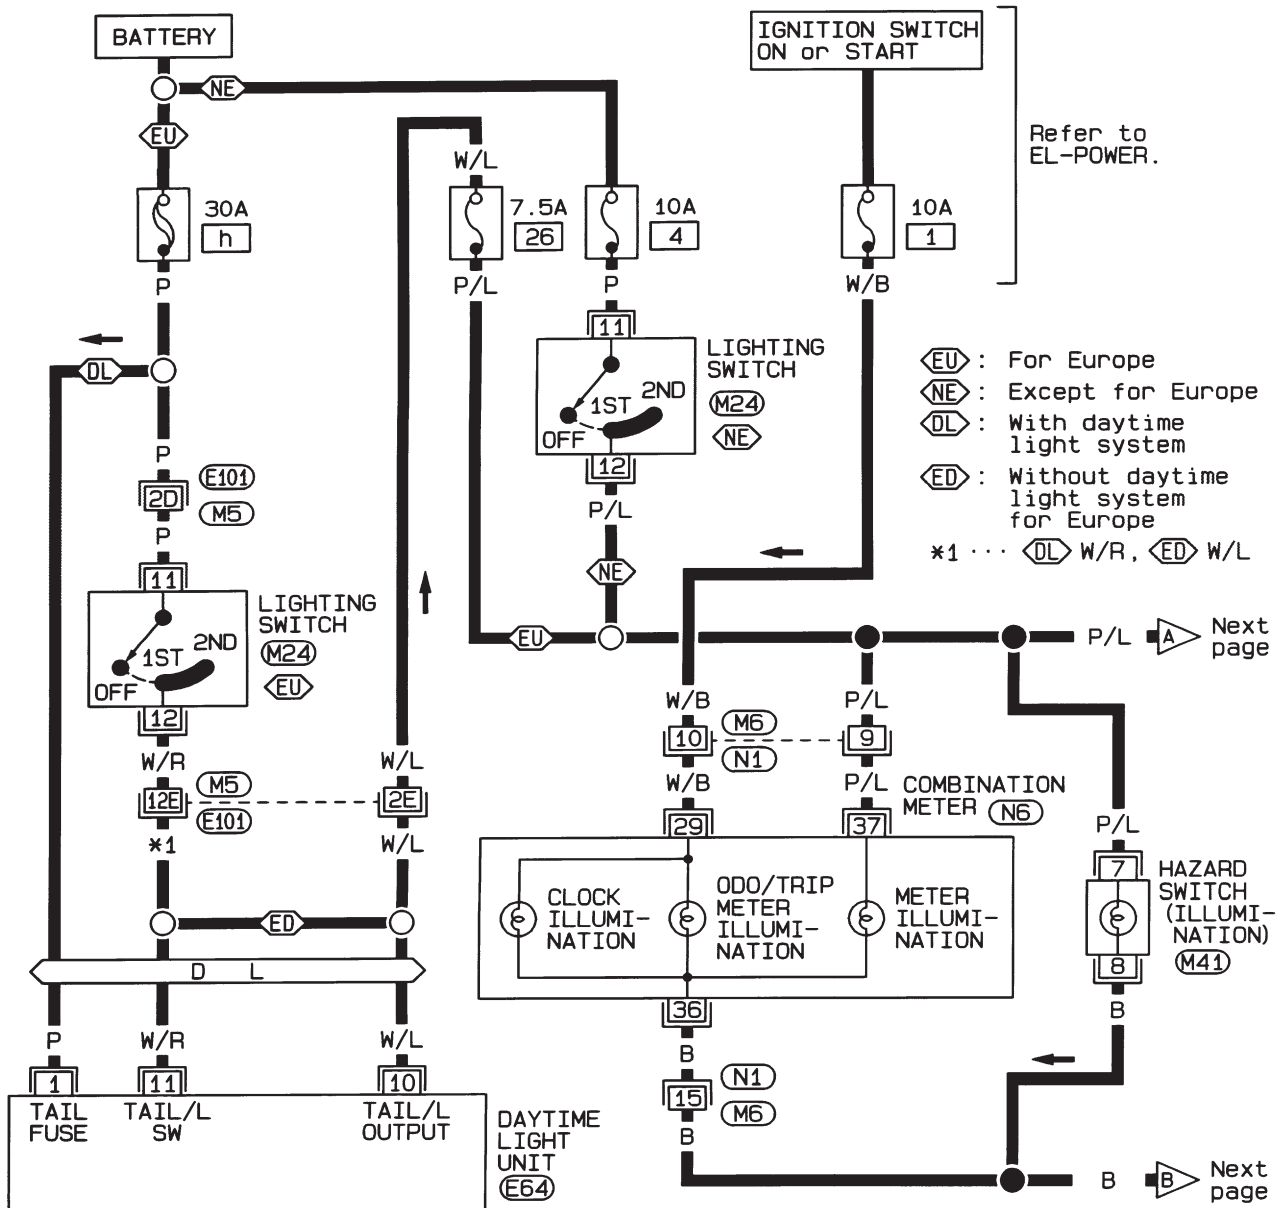 BATTERY
IGNITION SWITCH
ON or START
NE
EU
Refer to
EL-POWER.
W/L
30A
h
7.5A
26
10A
4
10A
1
P
P/L
P
W/B
11
DL
LIGHTING
SWITCH
M24
NE
1ST
2ND
OFF
12
P/L
NE
EU : For Europe
NE : Except for Europe
DL : With daytime
light system
ED : Without daytime
light system
for Europe
*1 ··· DL W/R, ED W/L
P
E101
2D
M5
P
11
LIGHTING
SWITCH
M24
EU
1ST
2ND
OFF
12
EU
P/L
A
Next
page
W/R
W/L
M5
12E
2E
E101
*1
W/L
ED
W/B
P/L
M6
10
9
N1
W/B
P/L
COMBINATION
METER N6
29
37
CLOCK
ILLUMI-
NATION
ODO/TRIP
METER
ILLUMI-
NATION
METER
ILLUMI-
NATION
36
P/L
7
HAZARD
SWITCH
(ILLUMI-
NATION)
M41
8
B
D L
P
W/R
W/L
1
11
10
TAIL
FUSE
TAIL/L
SW
TAIL/L
OUTPUT
DAYTIME
LIGHT
UNIT
E64
B
N1
15
M6
B
B
B
Next
page